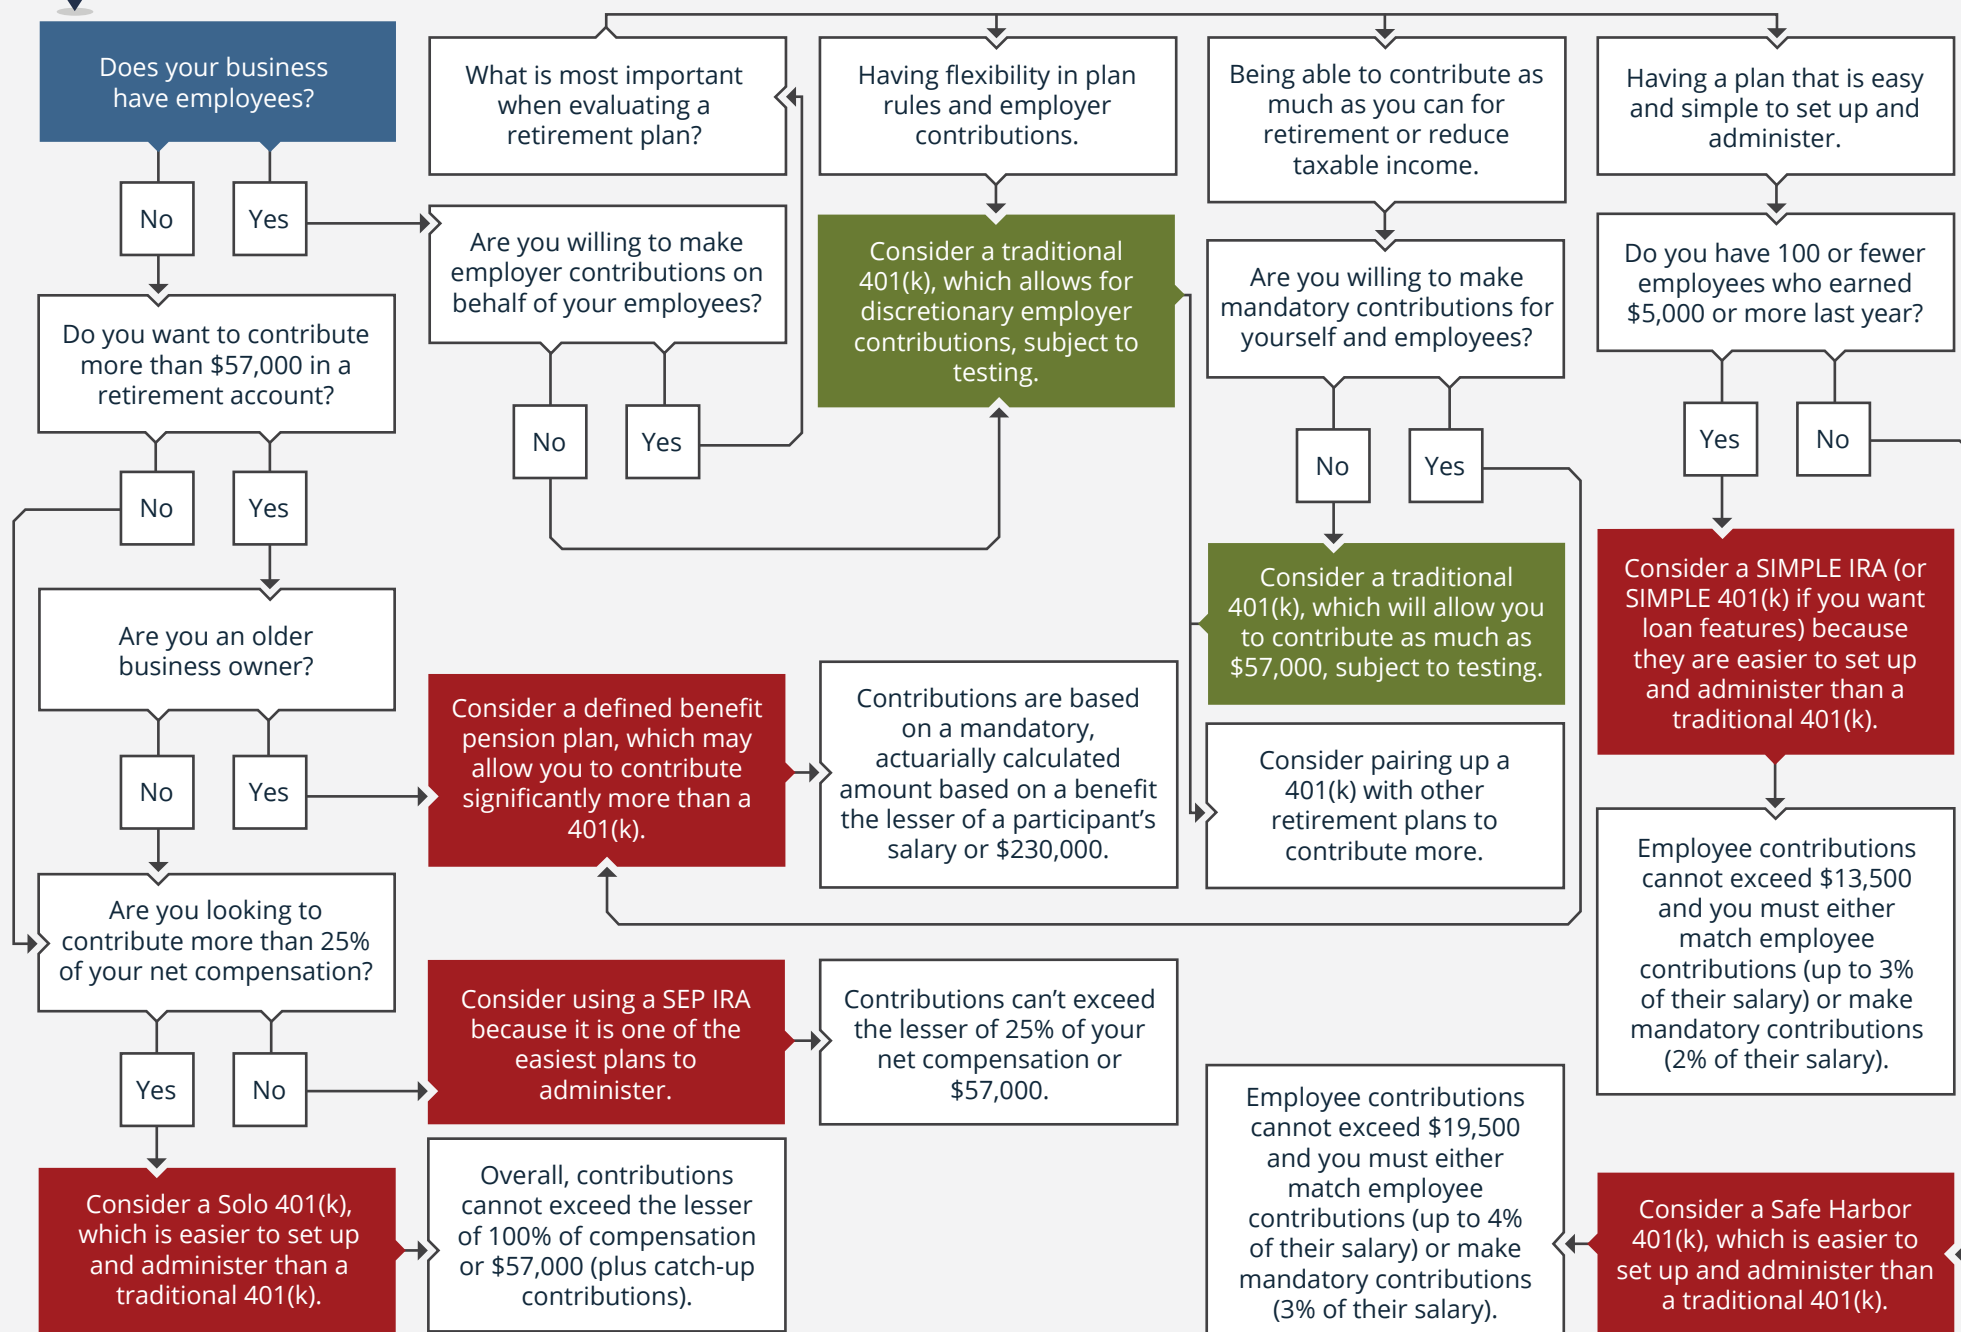 Does your business
have employees?
No
Yes
Do you want to contribute
more than $57,000 in a
retirement account?
No
Yes
Are you an older
business owner?
No
Yes
Are you looking to
contribute more than 25%
of your net compensation?
Yes
No
Consider a Solo 401(k),
which is easier to set up
and administer than a
traditional 401(k).
What is most important
when evaluating a
retirement plan?
Are you willing to make
employer contributions on
behalf of your employees?
No
Yes
Consider a defined benefit
pension plan, which may
allow you to contribute
significantly more than a
401(k).
Consider using a SEP IRA
because it is one of the
easiest plans to
administer.
Overall, contributions
cannot exceed the lesser
of 100% of compensation
or $57,000 (plus catch-up
contributions).
Having flexibility in plan
rules and employer
contributions.
Consider a traditional
401(k), which allows for
discretionary employer
contributions, subject to
testing.
Contributions are based
on a mandatory,
actuarially calculated
amount based on a benefit
the lesser of a participant’s
salary or $230,000.
Contributions can’t exceed
the lesser of 25% of your
net compensation or
$57,000.
Being able to contribute as
much as you can for
retirement or reduce
taxable income.
Are you willing to make
mandatory contributions for
yourself and employees?
No
Yes
Consider a traditional
401(k), which will allow you
to contribute as much as
$57,000, subject to testing.
Consider pairing up a
401(k) with other
retirement plans to
contribute more.
Employee contributions
cannot exceed $19,500
and you must either
match employee
contributions (up to 4%
of their salary) or make
mandatory contributions
(3% of their salary).
Having a plan that is easy
and simple to set up and
administer.
Do you have 100 or fewer
employees who earned
$5,000 or more last year?
Yes
No
Consider a SIMPLE IRA (or
SIMPLE 401(k) if you want
loan features) because
they are easier to set up
and administer than a
traditional 401(k).
Employee contributions
cannot exceed $13,500
and you must either
match employee
contributions (up to 3%
of their salary) or make
mandatory contributions
(2% of their salary).
Consider a Safe Harbor
401(k), which is easier to
set up and administer than
a traditional 401(k).